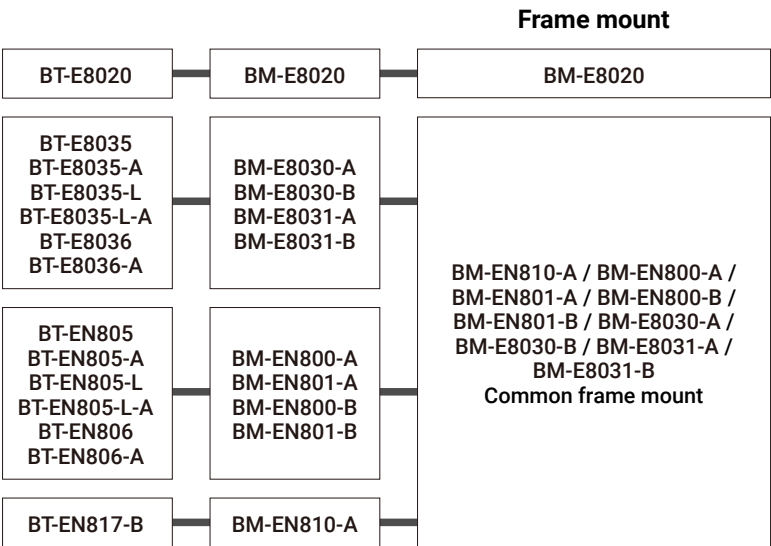 Frame mount
BT-E8020
BM-E8020
BM-E8020
BT-E8035
BT-E8035-A
BT-E8035-L
BT-E8035-L-A
BT-E8036
BT-E8036-A
BM-E8030-A
BM-E8030-B
BM-E8031-A
BM-E8031-B
BT-EN805
BT-EN805-A
BT-EN805-L
BT-EN805-L-A
BT-EN806
BT-EN806-A
BM-EN800-A
BM-EN801-A
BM-EN800-B
BM-EN801-B
BT-EN817-B
BM-EN810-A
BM-EN810-A / BM-EN800-A /
BM-EN801-A / BM-EN800-B /
BM-EN801-B / BM-E8030-A /
BM-E8030-B / BM-E8031-A /
BM-E8031-B
Common frame mount